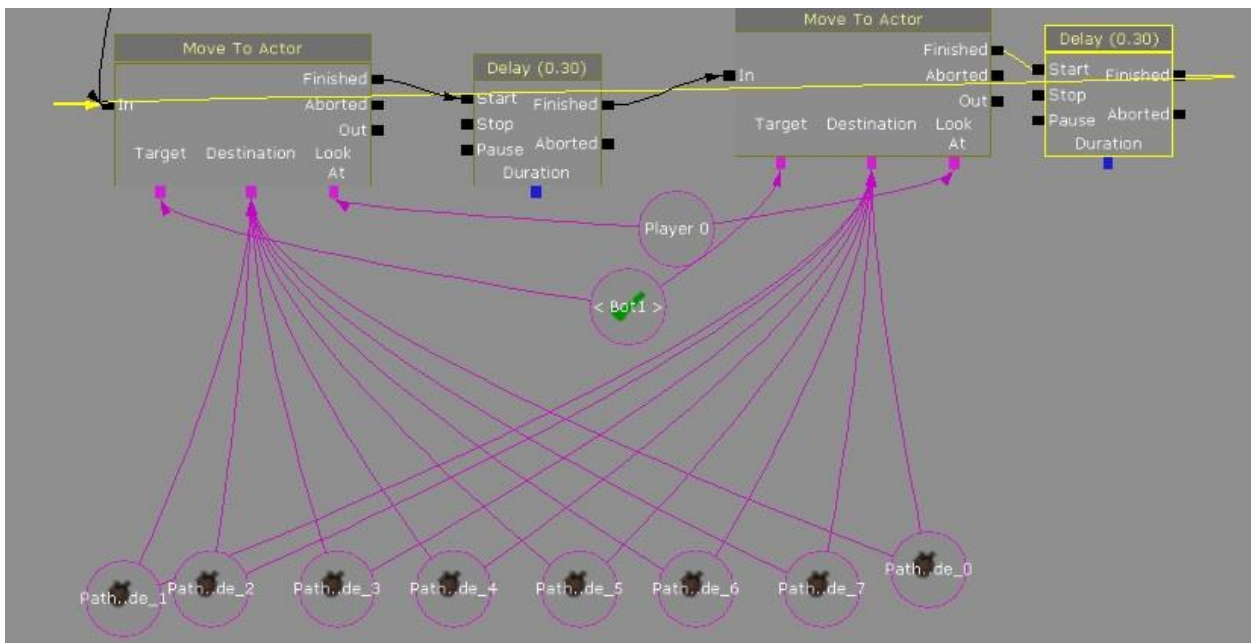 Move To Actor
Finished
In
Aborted
Out
Target Destination Look
At
Delay (0.30)
Start Finished
Stop
Pause Aborted
Duration
Move To Actor
Finished
In
Aborted
Out
Target Destination Look
At
Delay (0.30)
Start Finished
Stop
Pause Aborted
Duration
Player 0
< Bot1 >
Path..de_1
Path..de_2
Path..de_3
Path..de_4
Path..de_5
Path..de_6
Path..de_7
Path..de_0